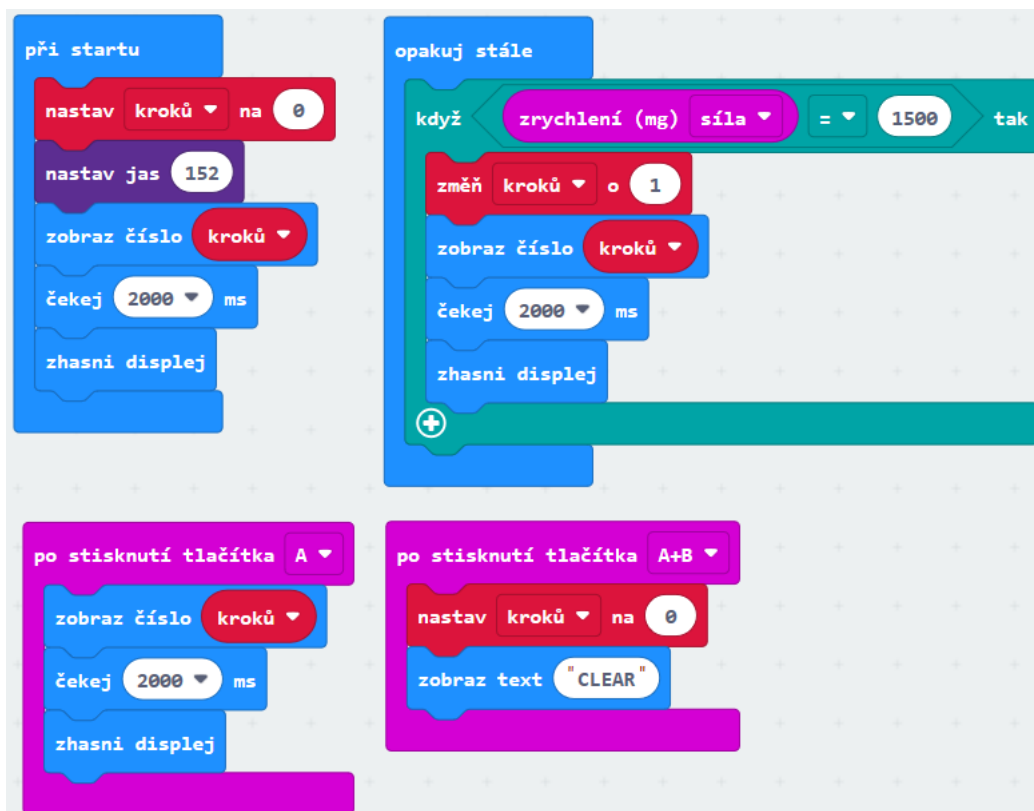 při startu
nastav kroků na 0
nastav jas 152
zobraz číslo kroků
čekej 2000 ms
zhasni displej
opakuj stále
když zrychlení (mg) síla = 1500 tak
změň kroků o 1
zobraz číslo kroků
čekej 2000 ms
zhasni displej
po stisknutí tlačítka A
zobraz číslo kroků
čekej 2000 ms
zhasni displej
po stisknutí tlačítka A+B
nastav kroků na 0
zobraz text "CLEAR"